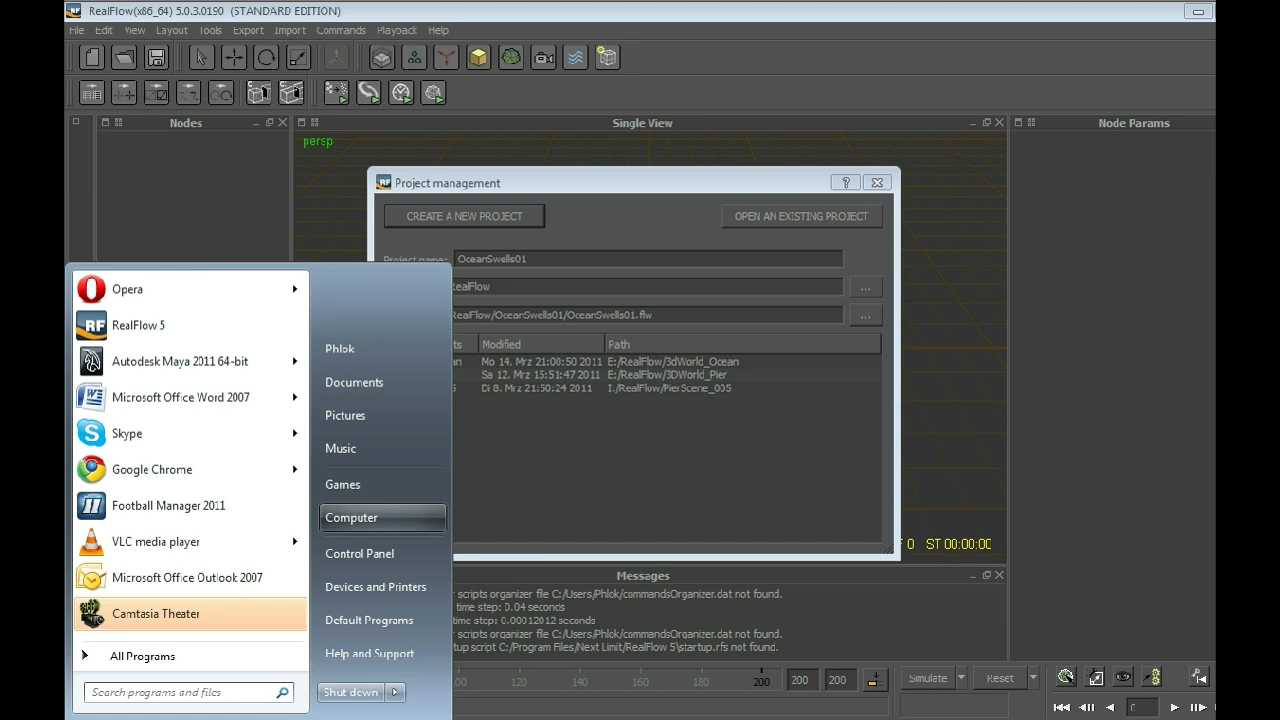 RealFlow(x86_64) 5.0.3.0190 (STANDARD EDITION)
File Edit View Layout Tools Export Import Commands Playback Help
Nodes
Single View
Node Params
persp
Project management
CREATE A NEW PROJECT
OPEN AN EXISTING PROJECT
Project name: OceanSwells01
RealFlow
...
RealFlow/OceanSwells01/OceanSwells01.flw
...
Modified Path
Mo 14. Mrz 21:00:50 2011 E:/RealFlow/3dWorld_Ocean
Sa 12. Mrz 15:51:47 2011 E:/RealFlow/3DWorld_Pier
Di 8. Mrz 21:50:24 2011 I:/RealFlow/PierScene_005
F 0 ST 00:00:00
Opera
RealFlow 5
Autodesk Maya 2011 64-bit
Microsoft Office Word 2007
Skype
Google Chrome
Football Manager 2011
VLC media player
Microsoft Office Outlook 2007
Camtasia Theater
All Programs
Search programs and files
Phlok
Documents
Pictures
Music
Games
Computer
Control Panel
Devices and Printers
Default Programs
Help and Support
Shut down
Messages
scripts organizer file C:/Users/Phlok/commandsOrganizer.dat not found.
time step: 0.04 seconds
time step: 0.00012012 seconds
scripts organizer file C:/Users/Phlok/commandsOrganizer.dat not found.
script C:/Program Files/Next Limit/RealFlow 5\startup.rfs not found.
120 140 160 180 200 200 200
Simulate Reset
0